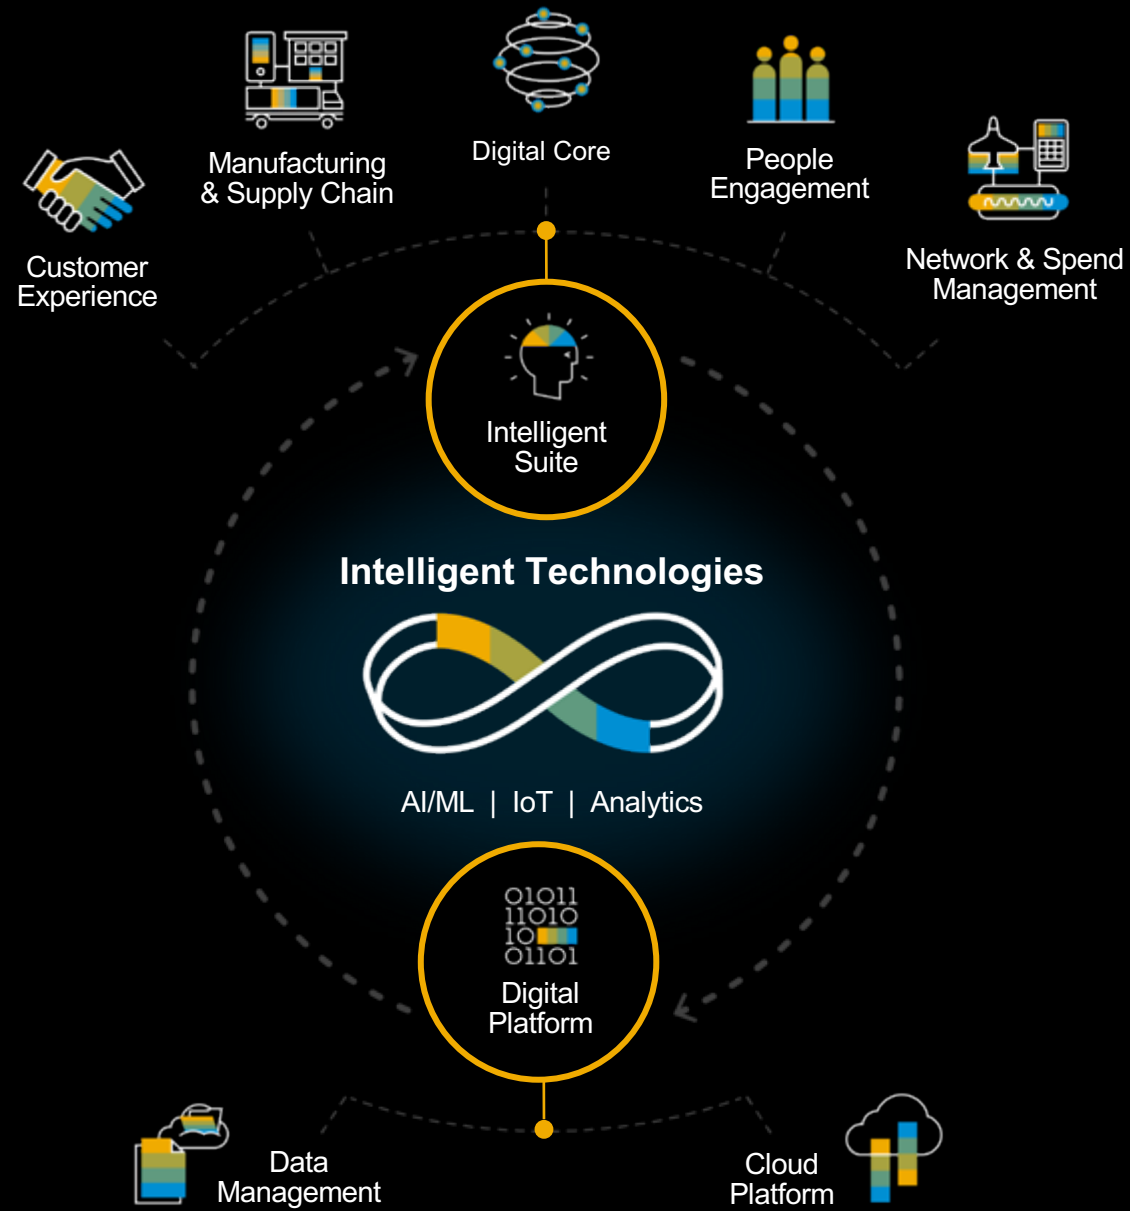 Digital Core
Manufacturing
& Supply Chain
People
Engagement
Customer
Experience
Network & Spend
Management
Intelligent
Suite
Intelligent Technologies
AI/ML | IoT | Analytics
01011
11010
10
01101
Digital
Platform
Data
Management
Cloud
Platform